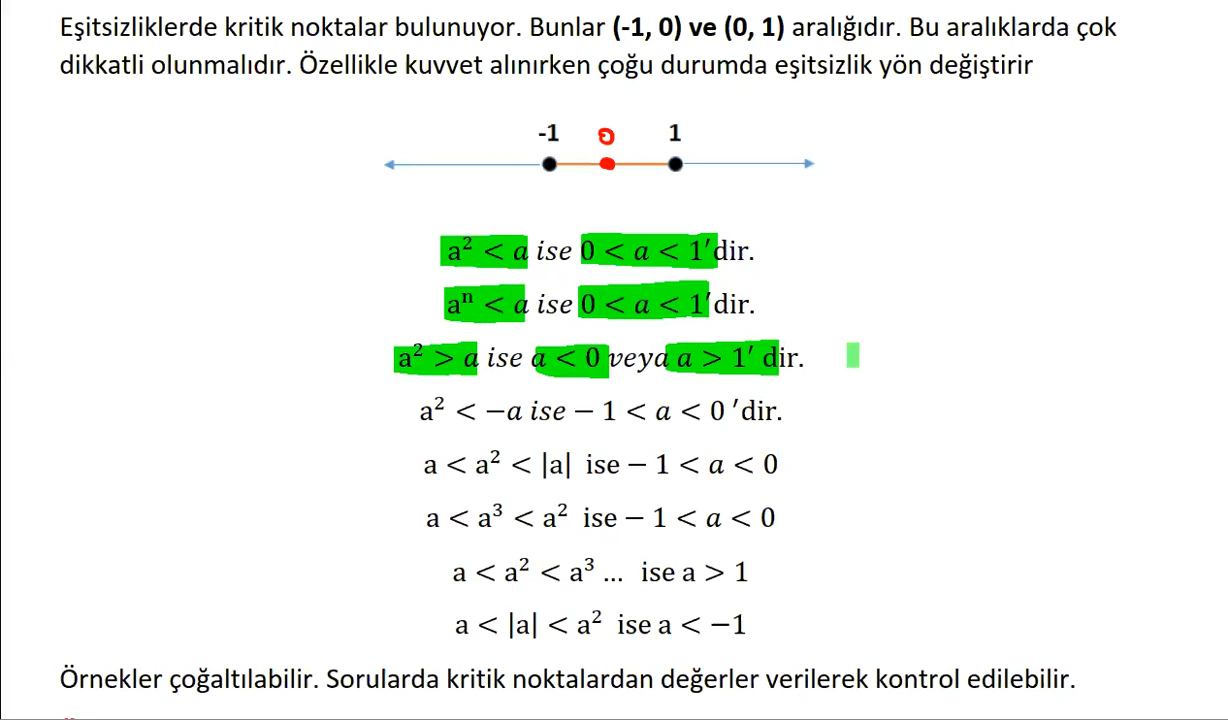 Eşitsizliklerde kritik noktalar bulunuyor. Bunlar (-1, 0) ve (0, 1) aralığıdır. Bu aralıklarda çok
dikkatli olunmalıdır. Özellikle kuvvet alınırken çoğu durumda eşitsizlik yön değiştirir
-1 0 1
a² < a ise 0 < a < 1′dir.
aⁿ < a ise 0 < a < 1′dir.
a² > a ise a < 0 veya a > 1′ dir.
a² < −a ise − 1 < a < 0 ′dir.
a < a² < |a| ise − 1 < a < 0
a < a³ < a² ise − 1 < a < 0
a < a² < a³ ... ise a > 1
a < |a| < a² ise a < −1
Örnekler çoğaltılabilir. Sorularda kritik noktalardan değerler verilerek kontrol edilebilir.